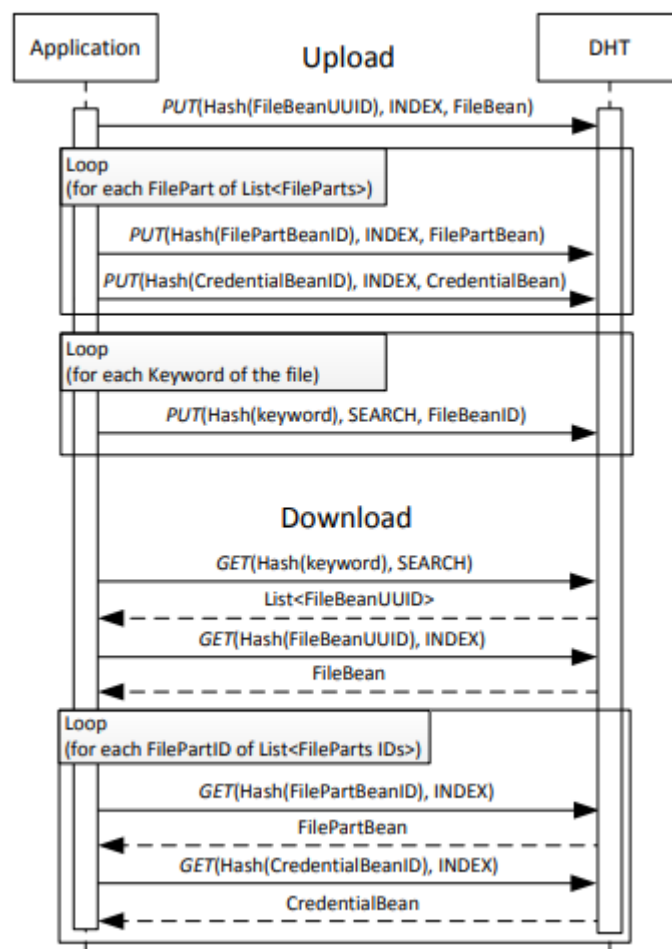 Application
Upload
DHT
PUT(Hash(FileBeanUUID), INDEX, FileBean)
Loop
(for each FilePart of List<FileParts>)
PUT(Hash(FilePartBeanID), INDEX, FilePartBean)
PUT(Hash(CredentialBeanID), INDEX, CredentialBean)
Loop
(for each Keyword of the file)
PUT(Hash(keyword), SEARCH, FileBeanID)
Download
GET(Hash(keyword), SEARCH)
List<FileBeanUUID>
GET(Hash(FileBeanUUID), INDEX)
FileBean
Loop
(for each FilePartID of List<FileParts IDs>)
GET(Hash(FilePartBeanID), INDEX)
FilePartBean
GET(Hash(CredentialBeanID), INDEX)
CredentialBean